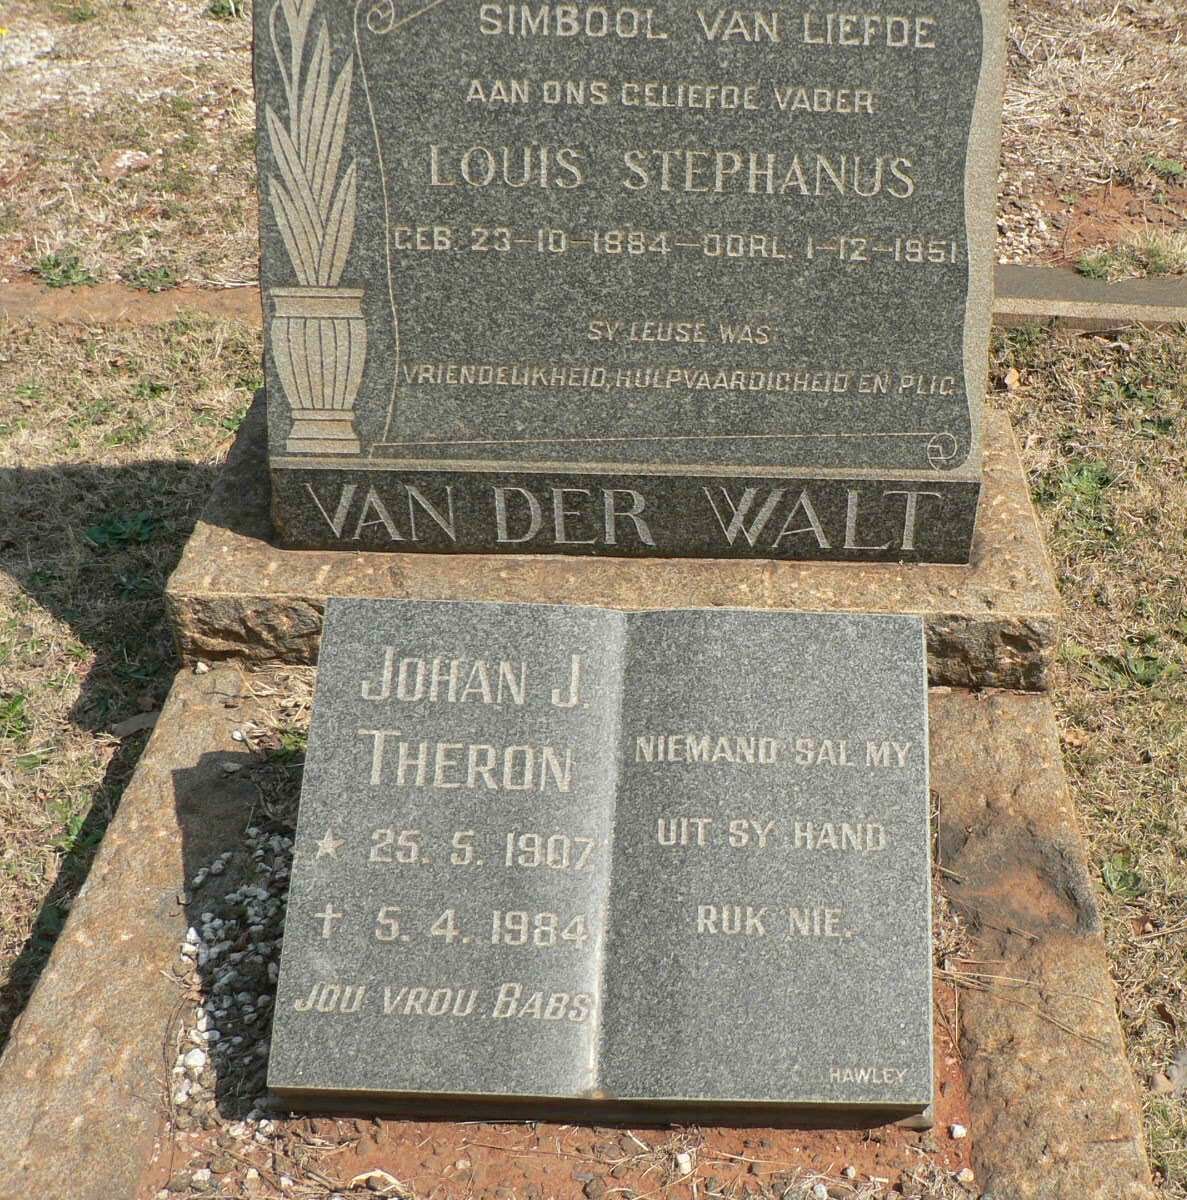 SIMBOOL VAN LIEFDE
AAN ONS GELIEFDE VADER
LOUIS STEPHANUS
GEB. 23-10-1884-OORL. 1-12-1951
SY LEUSE WAS
VRIENDELIKHEID, HULPVAARDIGHEID EN PLIG
VAN DER WALT
JOHAN J.
THERON
★ 25. 5. 1907
✝ 5. 4. 1984
JOU VROU. BABS
NIEMAND SAL MY
UIT SY HAND
RUK NIE.
HAWLEY